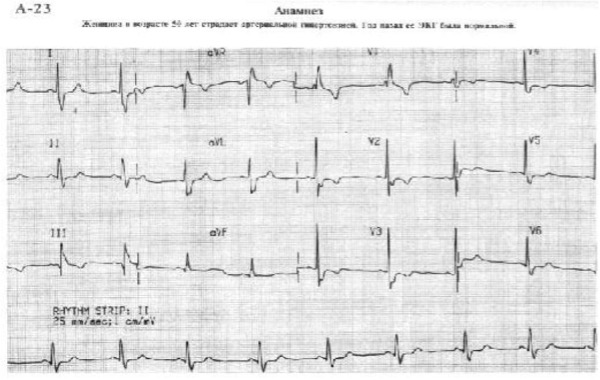 А-23
Анамнез
Женщина в возрасте 50 лет страдает артериальной гипертензией. Год назад ее ЭКГ была нормальной.
I aVR V1 V4
II aVL V2 V5
III aVF V3 V6
RHYTHM STRIP: II
25 mm/sec;1 cm/mV